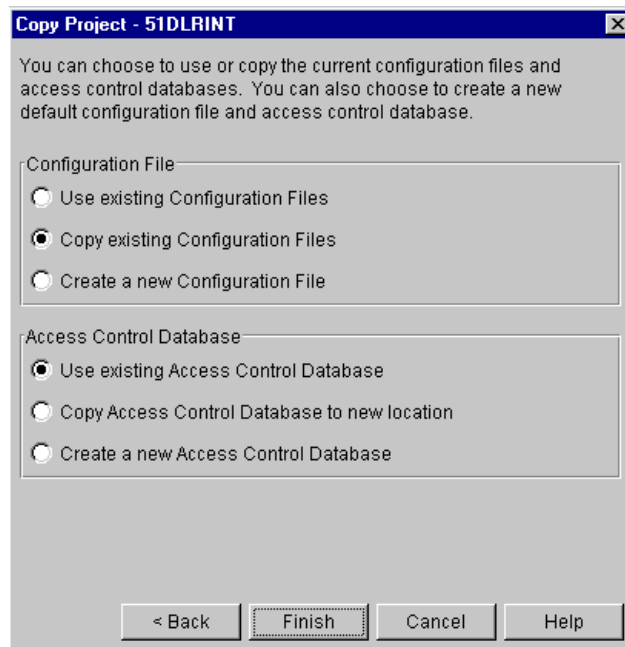 Copy Project - 51DLRINT
You can choose to use or copy the current configuration files and
access control databases. You can also choose to create a new
default configuration file and access control database.
Configuration File
Use existing Configuration Files
Copy existing Configuration Files
Create a new Configuration File
Access Control Database
Use existing Access Control Database
Copy Access Control Database to new location
Create a new Access Control Database
< Back Finish Cancel Help